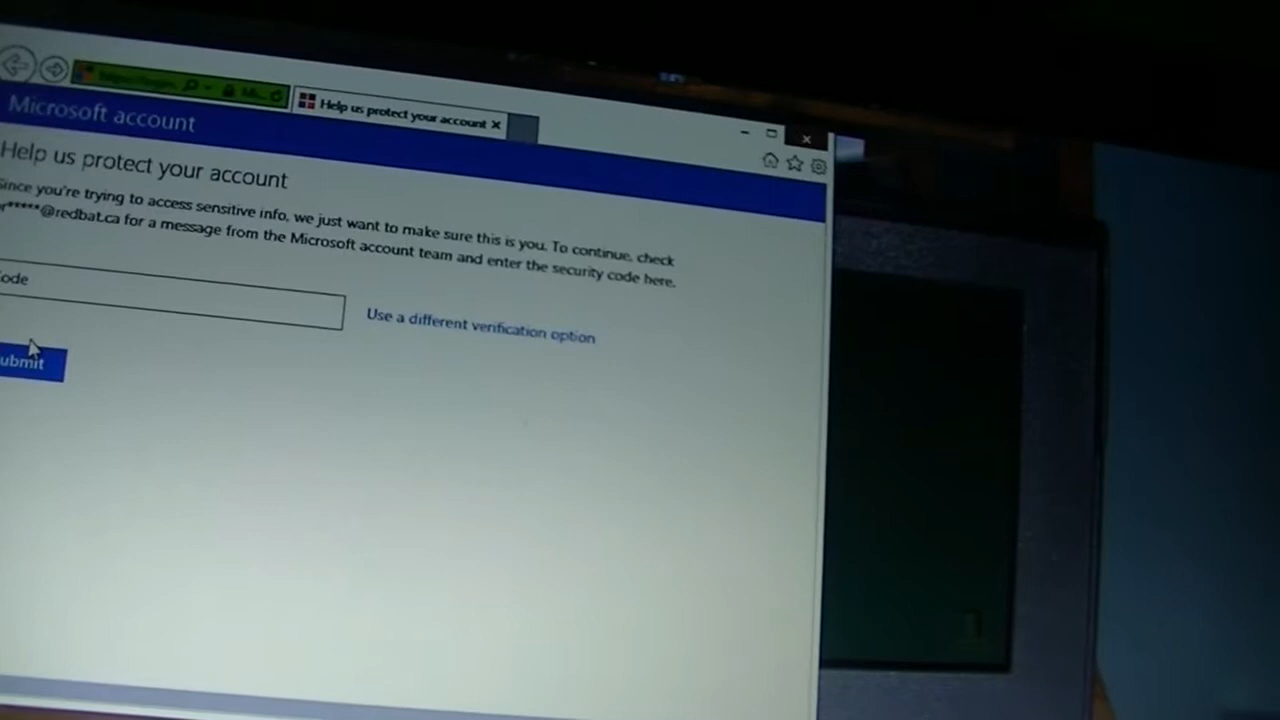 Help us protect your account
Microsoft account
Help us protect your account
Since you're trying to access sensitive info, we just want to make sure this is you. To continue, check
r*****@redbat.ca for a message from the Microsoft account team and enter the security code here.
ode
Use a different verification option
ubmit